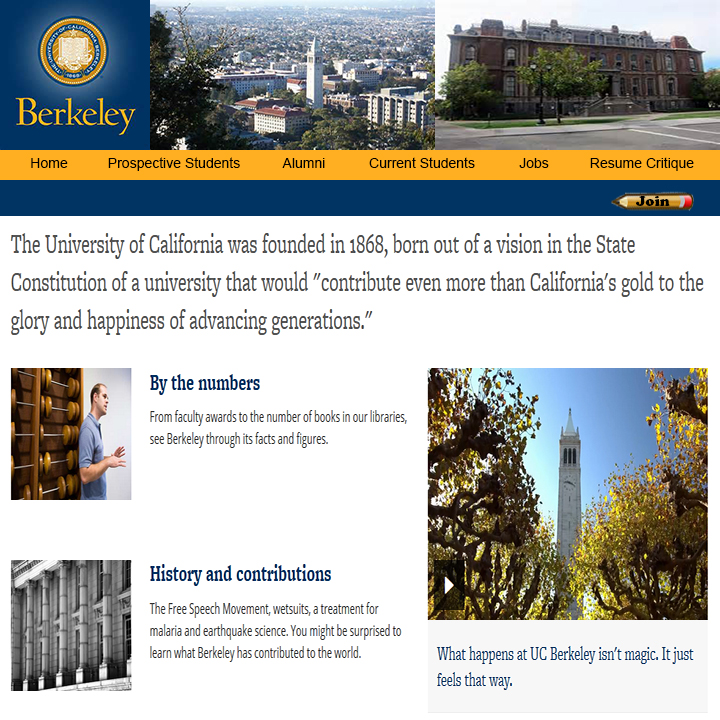 THE UNIVERSITY OF CALIFORNIA BERKELEY
1868
Berkeley
Home Prospective Students Alumni Current Students Jobs Resume Critique
Join
The University of California was founded in 1868, born out of a vision in the State
Constitution of a university that would "contribute even more than California's gold to the
glory and happiness of advancing generations."
By the numbers
From faculty awards to the number of books in our libraries,
see Berkeley through its facts and figures.
History and contributions
The Free Speech Movement, wetsuits, a treatment for
malaria and earthquake science. You might be surprised to
learn what Berkeley has contributed to the world.
What happens at UC Berkeley isn't magic. It just
feels that way.